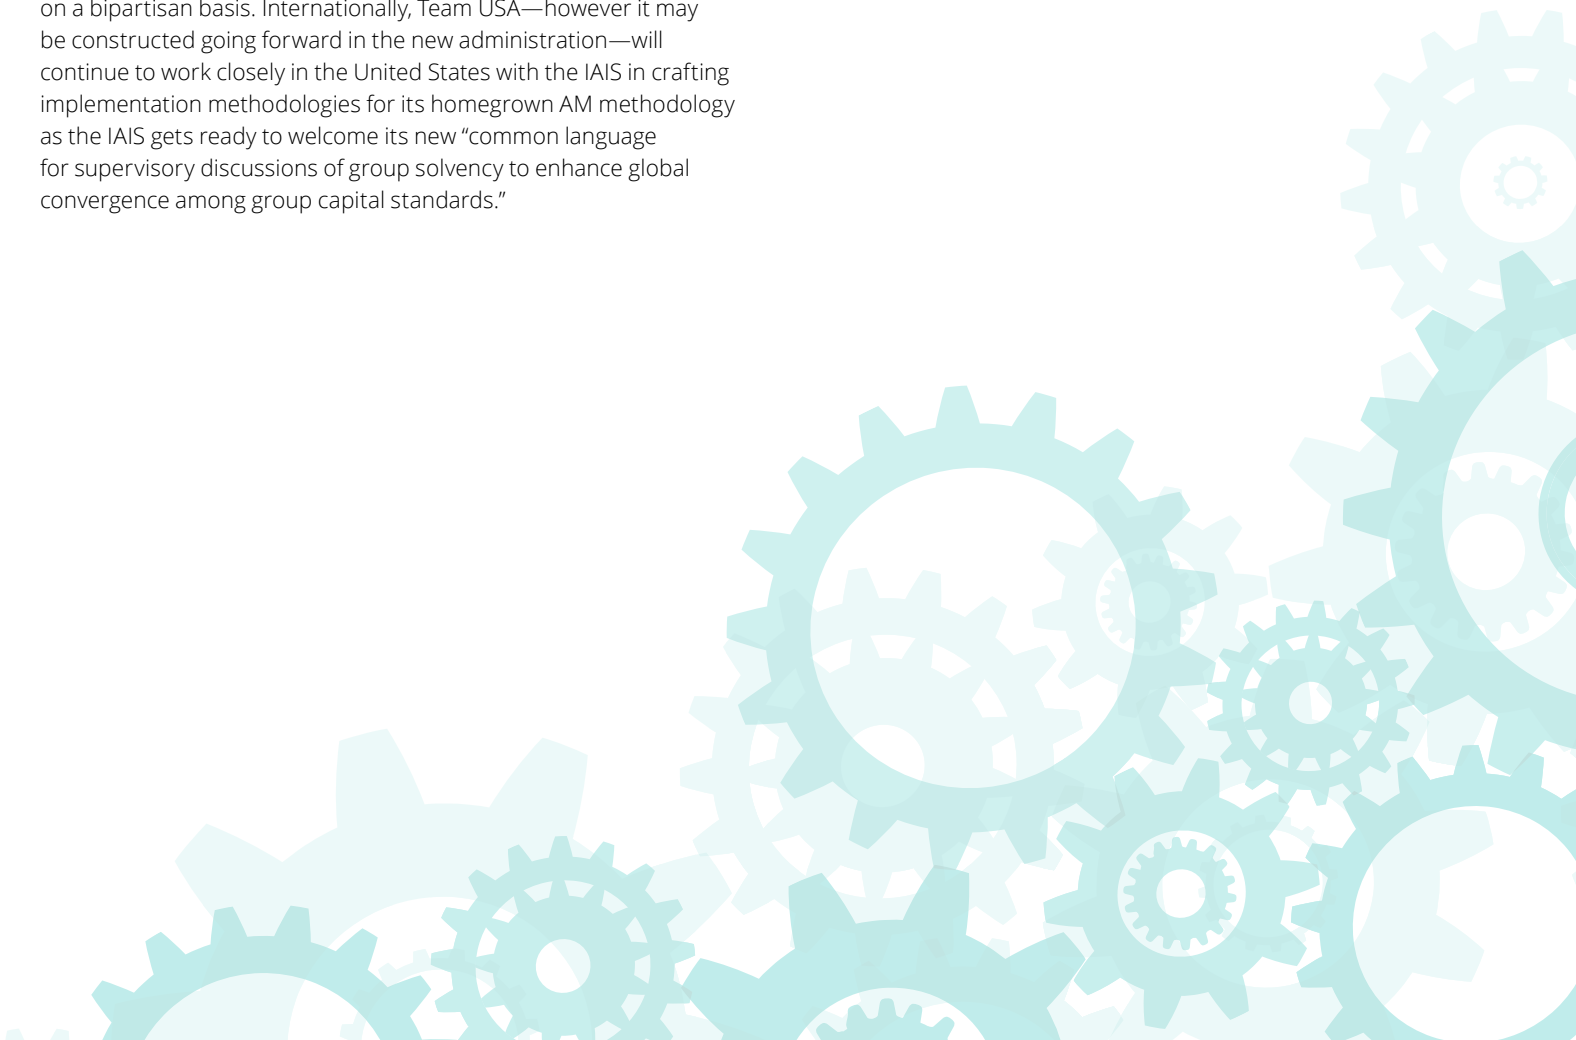 on a bipartisan basis. Internationally, Team USA—however it may
be constructed going forward in the new administration—will
continue to work closely in the United States with the IAIS in crafting
implementation methodologies for its homegrown AM methodology
as the IAIS gets ready to welcome its new “common language
for supervisory discussions of group solvency to enhance global
convergence among group capital standards.”